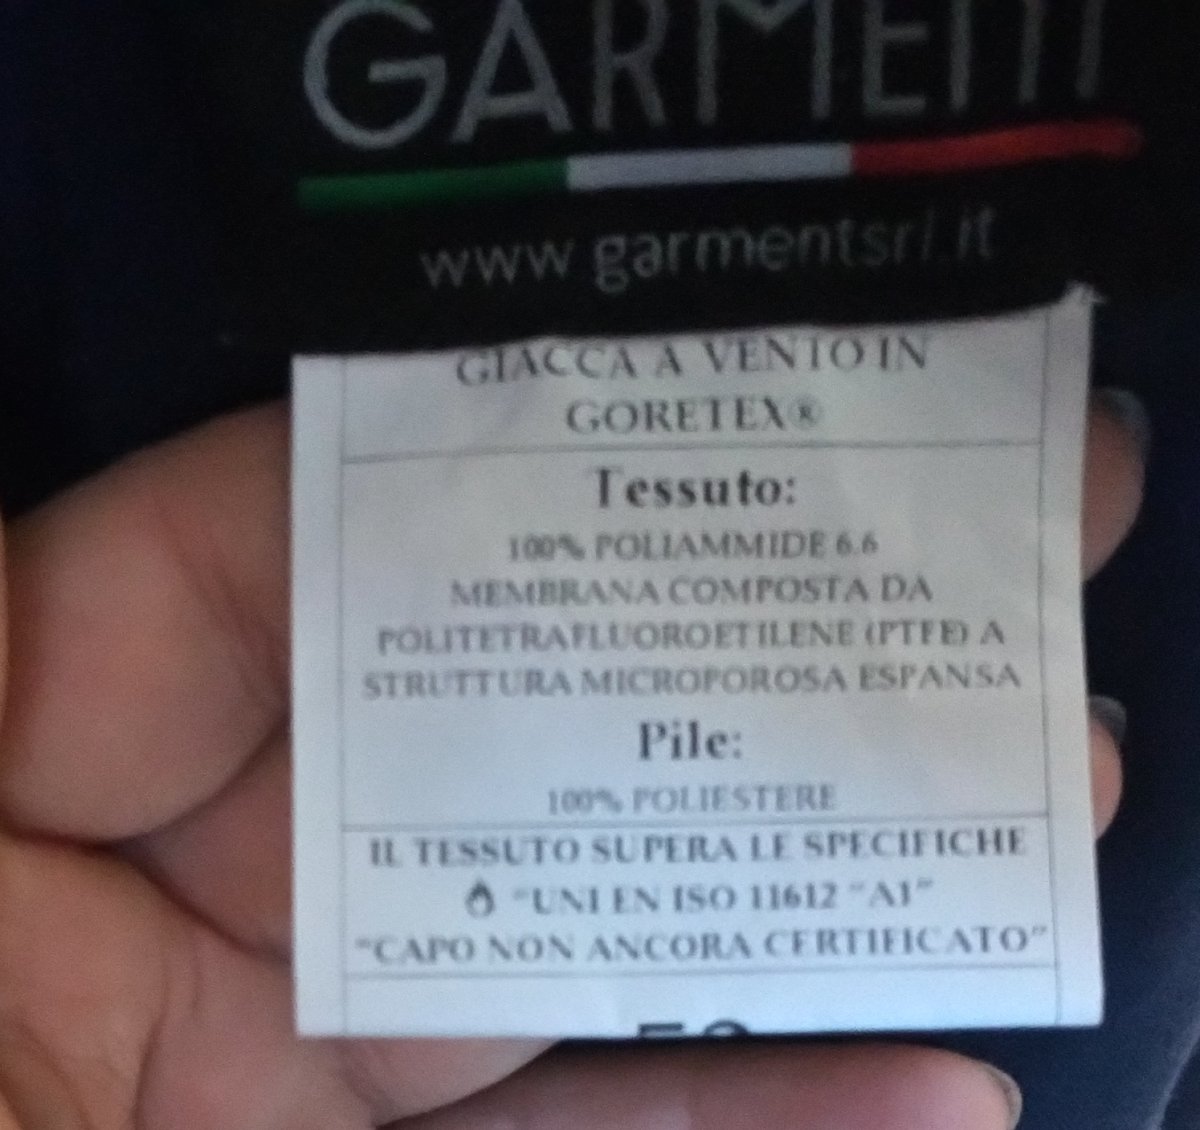 GARMENT
www.garmentsrl.it
GIACCA A VENTO IN
GORETEX®
Tessuto:
100% POLIAMMIDE 6.6
MEMBRANA COMPOSTA DA
POLITETRAFLUOROETILENE (PTFE) A
STRUTTURA MICROPOROSA ESPANSA
Pile:
100% POLIESTERE
IL TESSUTO SUPERA LE SPECIFICHE
"UNI EN ISO 11612 "A1"
"CAPO NON ANCORA CERTIFICATO"